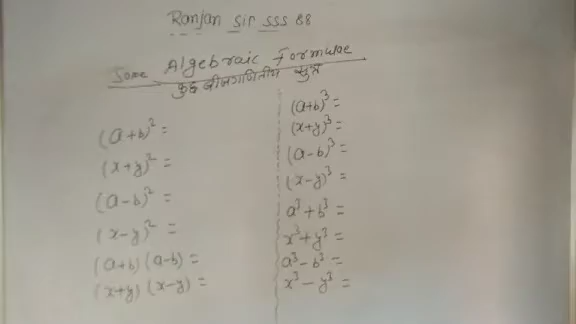 Ranjan Sir SSS 88
Some Algebraic Formulae
कुछ बीजगणितीय सुत्र
(a+b)² =
(x+y)² =
(a-b)² =
(x-y)² =
(a+b) (a-b) =
(x+y) (x-y) =
(a+b)³ =
(x+y)³ =
(a-b)³ =
(x-y)³ =
a³+b³ =
x³+y³ =
a³-b³ =
x³-y³ =